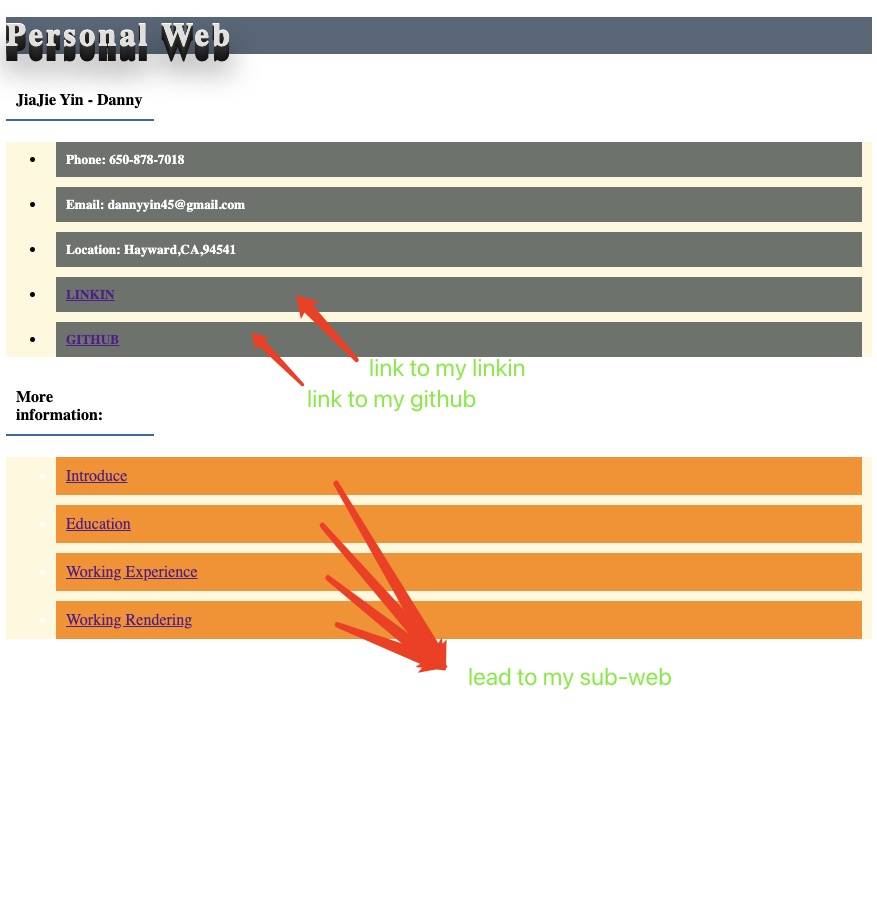 Personal Web
JiaJie Yin - Danny
Phone: 650-878-7018
Email: dannyyin45@gmail.com
Location: Hayward,CA,94541
LINKIN
GITHUB
link to my linkin
link to my github
More
information:
Introduce
Education
Working Experience
Working Rendering
lead to my sub-web